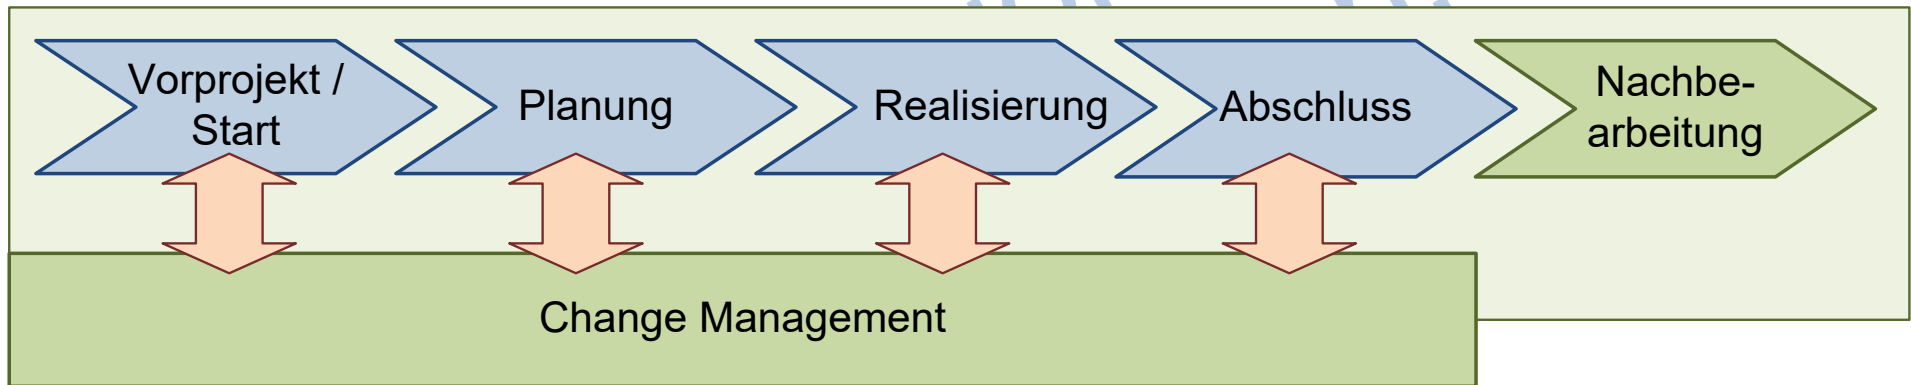 Vorprojekt /
Start
Planung
Realisierung
Abschluss
Nachbe-
arbeitung
Change Management